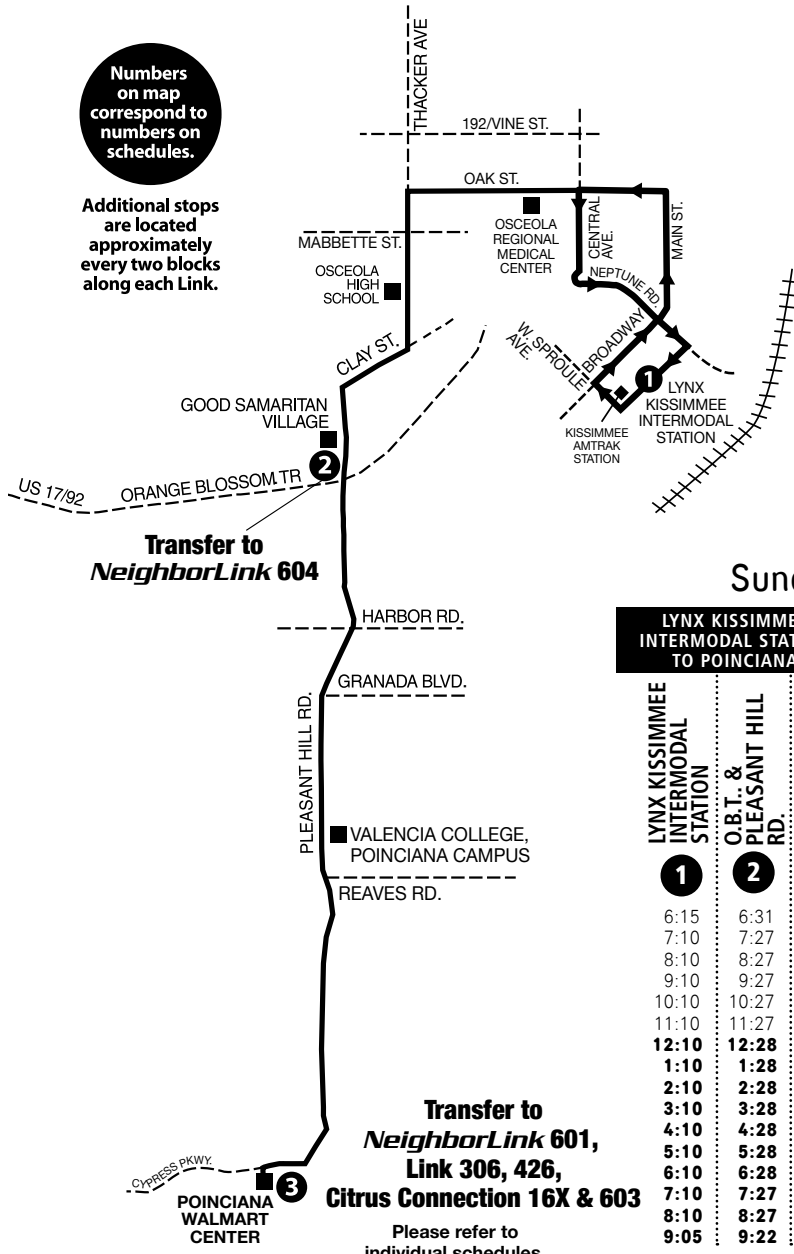 Numbers
on map
correspond to
numbers on
schedules.
Additional stops
are located
approximately
every two blocks
along each Link.
THACKER AVE
192/VINE ST.
OAK ST.
MABBETTE ST.
OSCEOLA
HIGH
SCHOOL
OSCEOLA
REGIONAL
MEDICAL
CENTER
CENTRAL
AVE.
MAIN ST.
NEPTUNE RD.
BROADWAY
W. SPROULE
AVE.
CLAY ST.
1
LYNX
KISSIMMEE
INTERMODAL
STATION
KISSIMMEE
AMTRAK
STATION
GOOD SAMARITAN
VILLAGE
2
US 17/92
ORANGE BLOSSOM TR
Transfer to
NeighborLink 604
HARBOR RD.
GRANADA BLVD.
PLEASANT HILL RD.
VALENCIA COLLEGE,
POINCIANA CAMPUS
REAVES RD.
CYPRESS PKWY.
3
POINCIANA
WALMART
CENTER
Transfer to
NeighborLink 601,
Link 306, 426,
Citrus Connection 16X & 603
Please refer to
individual schedules
LYNX KISSIMME
INTERMODAL STAT
TO POINCIANA
LYNX KISSIMMEE
INTERMODAL
STATION
O.B.T.. &
PLEASANT HILL
RD.
1 2
6:15 6:31
7:10 7:27
8:10 8:27
9:10 9:27
10:10 10:27
11:10 11:27
12:10 12:28
1:10 1:28
2:10 2:28
3:10 3:28
4:10 4:28
5:10 5:28
6:10 6:28
7:10 7:27
8:10 8:27
9:05 9:22